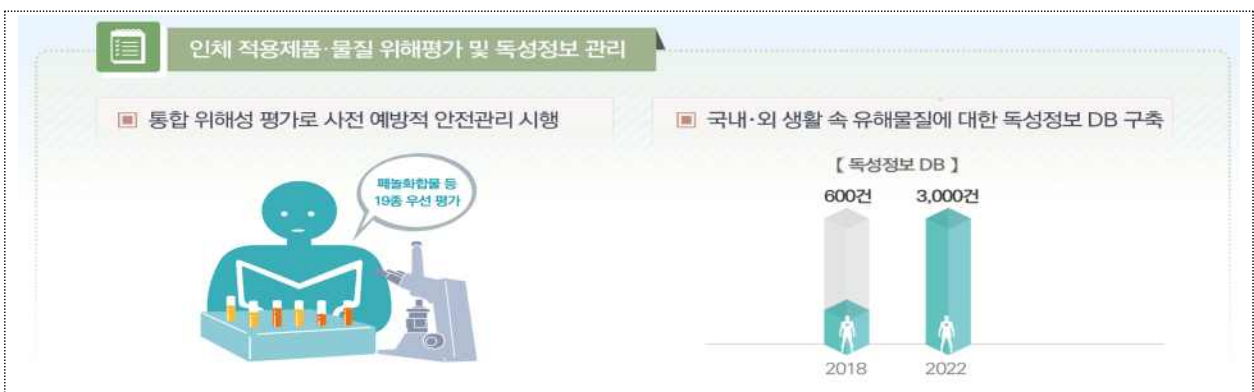 인체 적용제품·물질 위해평가 및 독성정보 관리
통합 위해성 평가로 사전 예방적 안전관리 시행
페놀화합물 등
19종 우선 평가
국내·외 생활 속 유해물질에 대한 독성정보 DB 구축
【 독성정보 DB 】
600건 3,000건
2018 2022